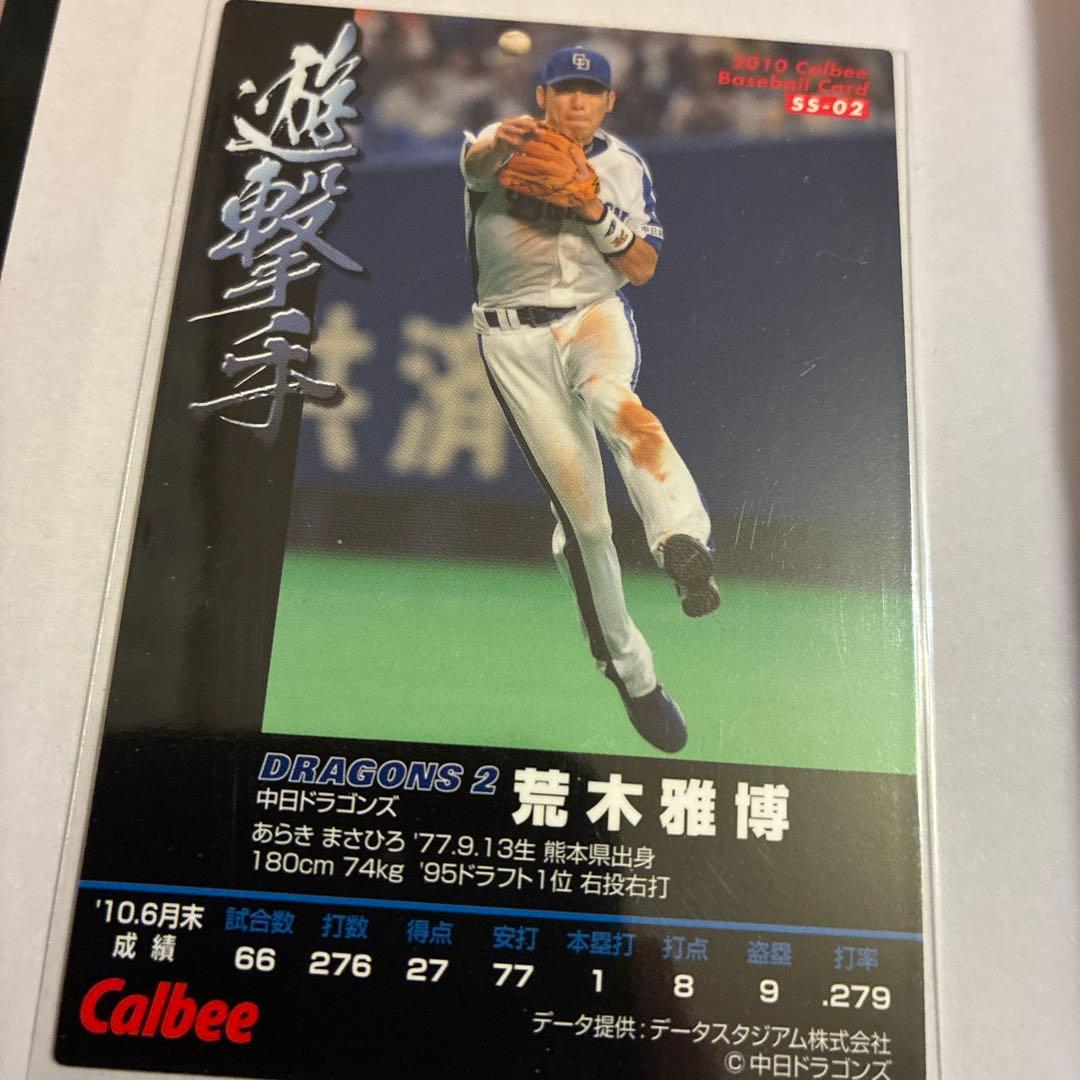 遊撃手
2010 Calbee
Baseball Card
SS-02
中日新
共済
DRAGONS 2 荒木雅博
中日ドラゴンズ
あらき まさひろ '77.9.13生 熊本県出身
180cm 74kg '95ドラフト1位 右投右打
'10.6月末成績 試合数 打数 得点 安打 本塁打 打点 盗塁 打率
66 276 27 77 1 8 9 .279
Calbee
データ提供:データスタジアム株式会社
©中日ドラゴンズ